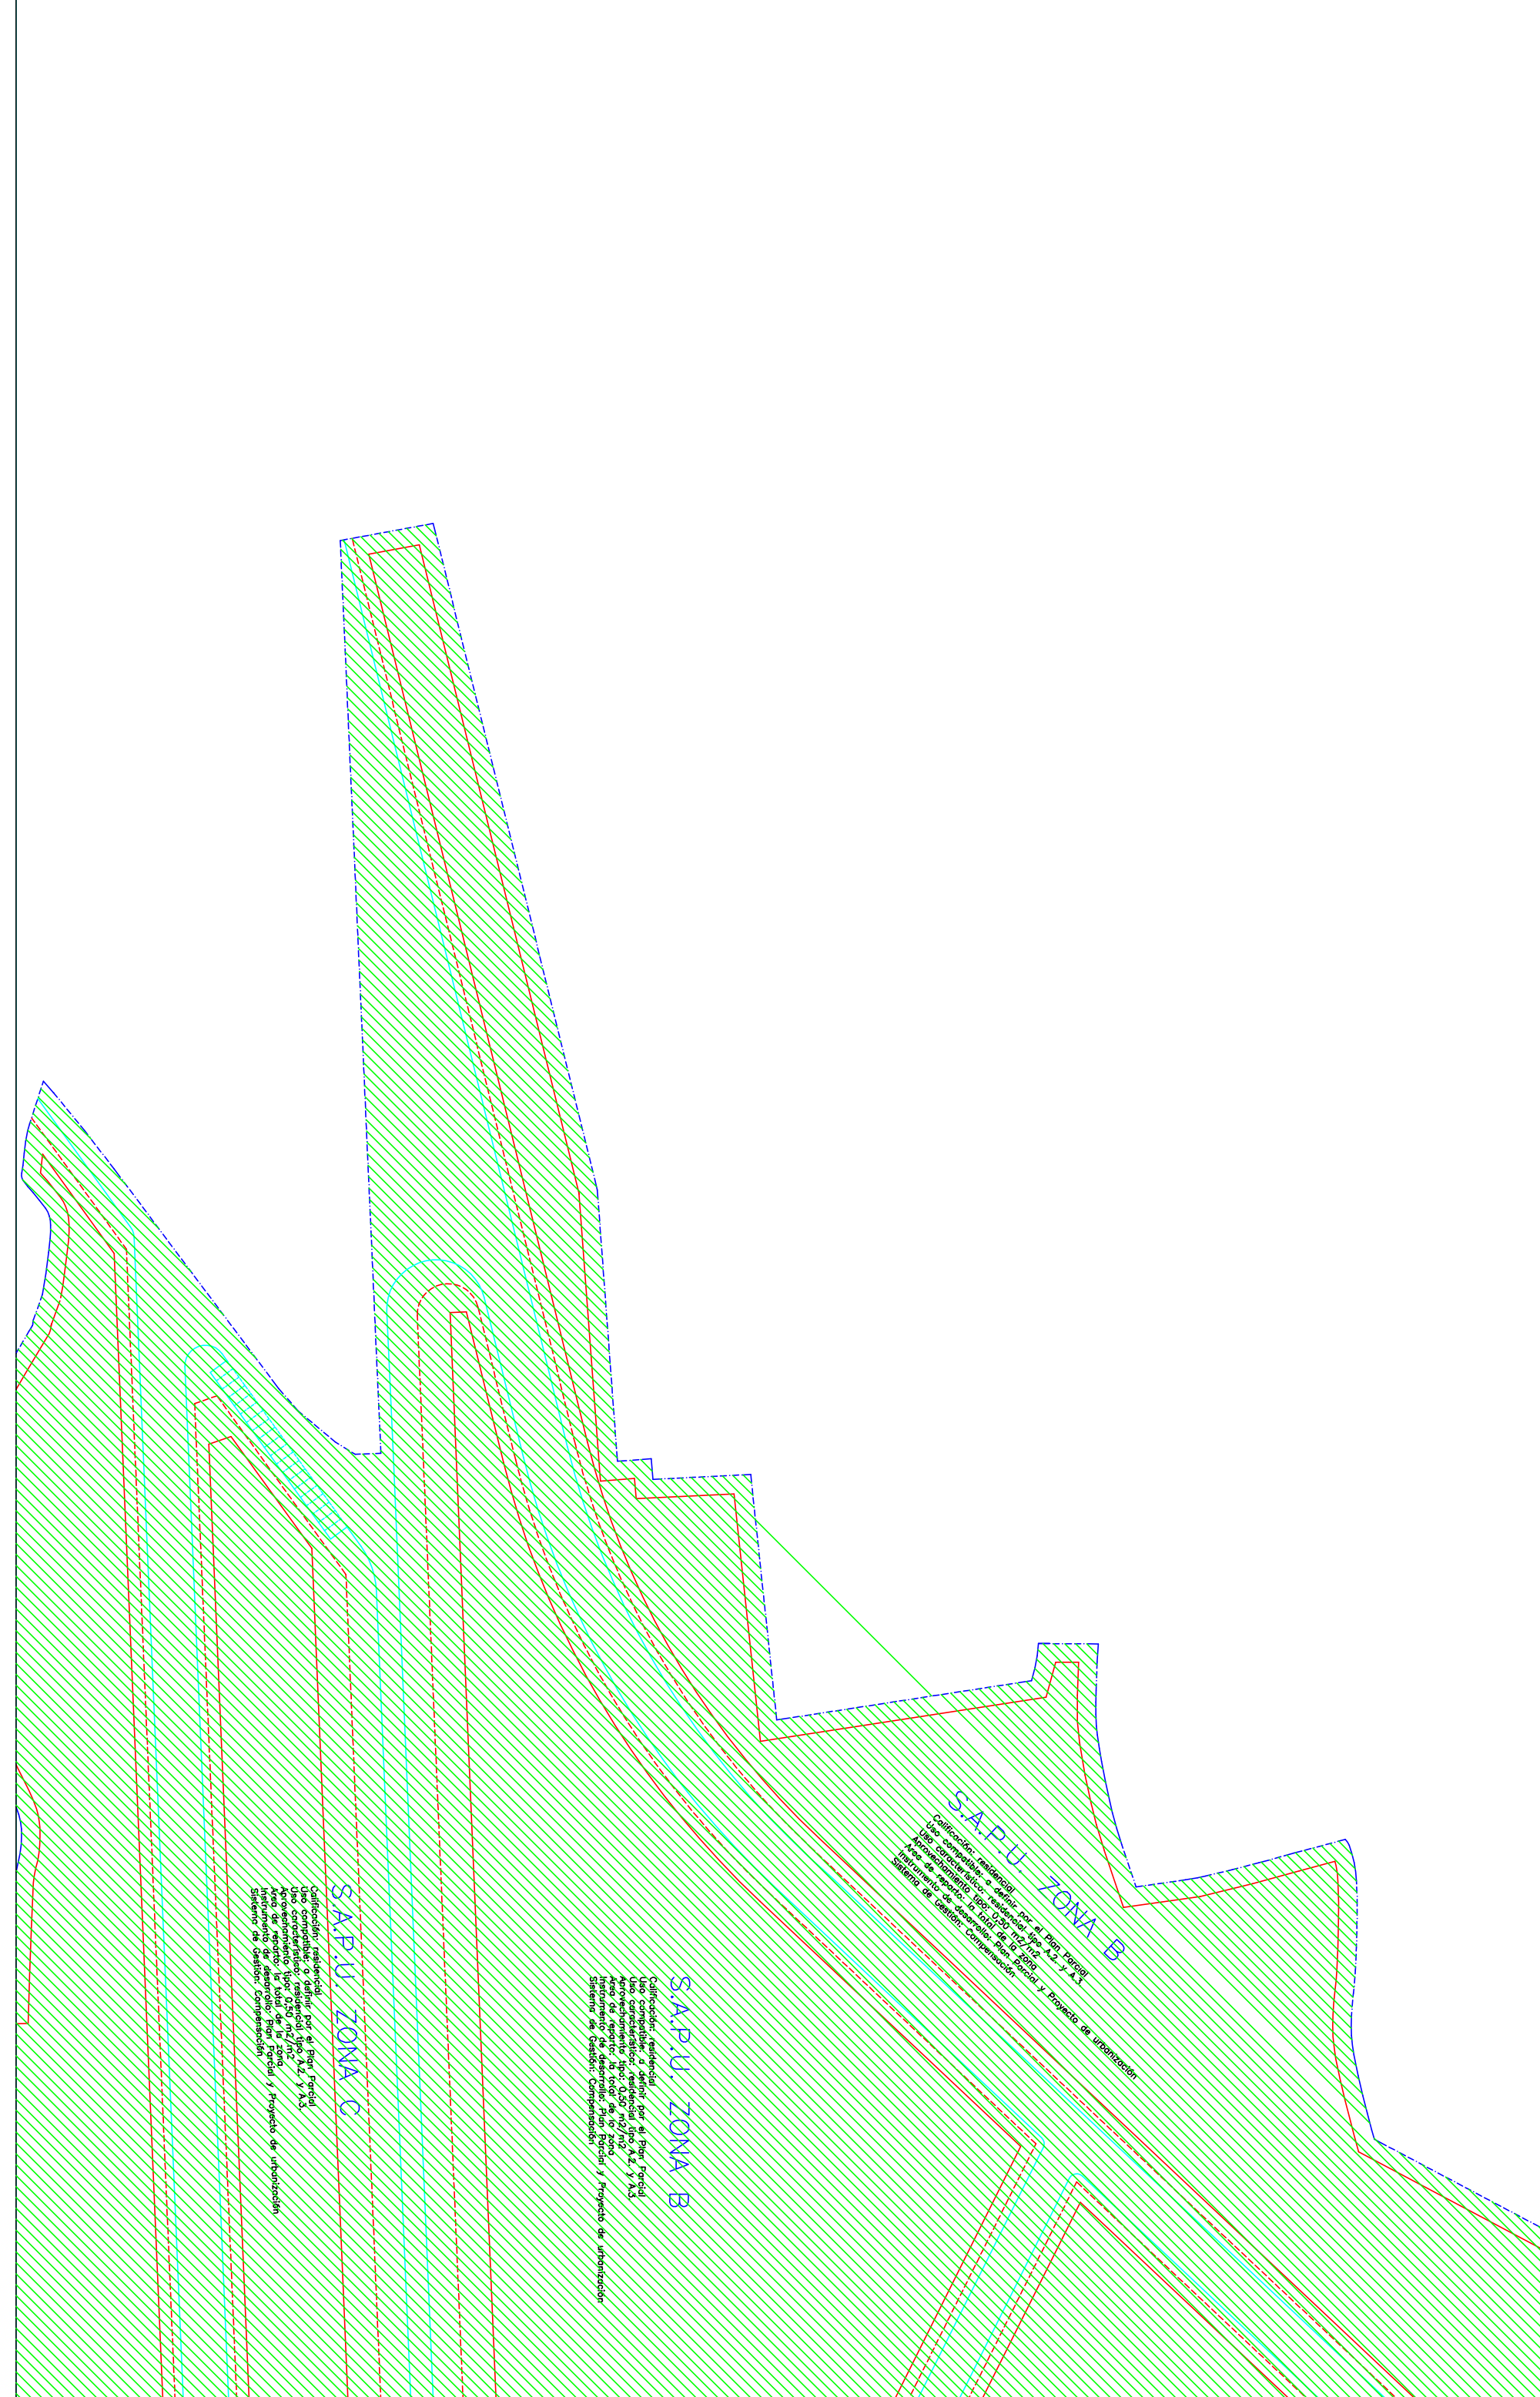 S.A.P.U. ZONA B
Calificación: residencial
Uso compatible: a definir por el Plan Parcial
Uso característico: residencial tipo A.2. y A.3.
Aprovechamiento tipo: 0,50 m2/m2
Area de reparto: la total de la zona
Instrumento de desarrollo: Plan Parcial y Proyecto de urbanización
Sistema de Gestión: Compensación
S.A.P.U ZONA C
Calificación: residencial
Uso compatible: a definir por el Plan Parcial
Uso característico: residencial tipo A.2. y A.3.
Aprovechamiento tipo: 0,50 m2/m2
Area de reparto: la total de la zona
Instrumento de desarrollo: Plan Parcial y Proyecto de urbanización
Sistema de Gestión: Compensación
S.A.P.U. ZONA B
Calificación: residencial
Uso compatible: a definir por el Plan Parcial
Uso característico: residencial tipo A.2. y A.3.
Aprovechamiento tipo: 0,50 m2/m2
Area de reparto: la total de la zona
Instrumento de desarrollo: Plan Parcial y Proyecto de urbanización
Sistema de Gestión: Compensación